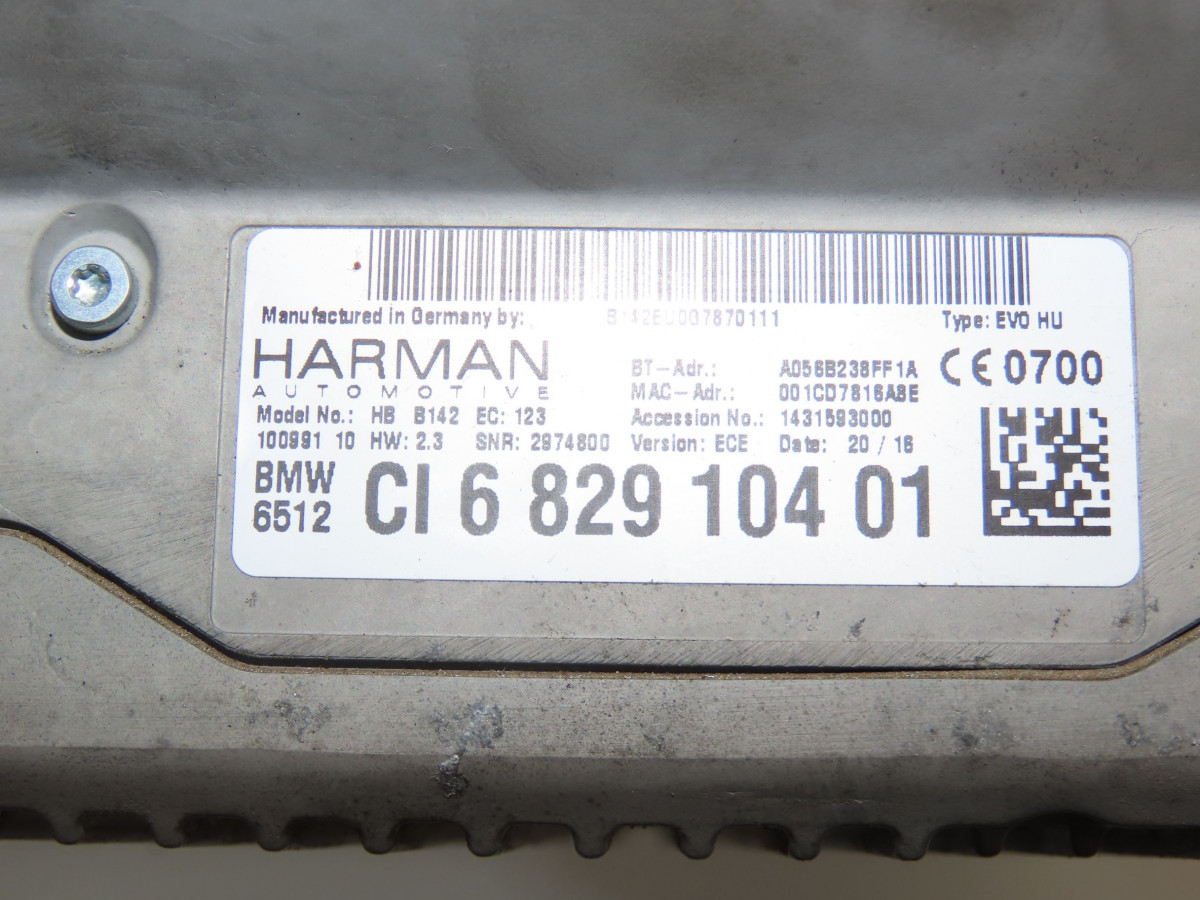 B142EU007870111
Manufactured in Germany by:
Type: EVO HU
HARMAN
AUTOMOTIVE
BT-Adr.: A056B238FF1A
MAC-Adr.: 001CD7816A8E
CE 0700
Model No.: HB B142 EC: 123
Accession No.: 1431593000
100991 10 HW: 2.3 SNR: 2974800
Version: ECE Date: 20 / 16
BMW
6512
CI 6 829 104 01